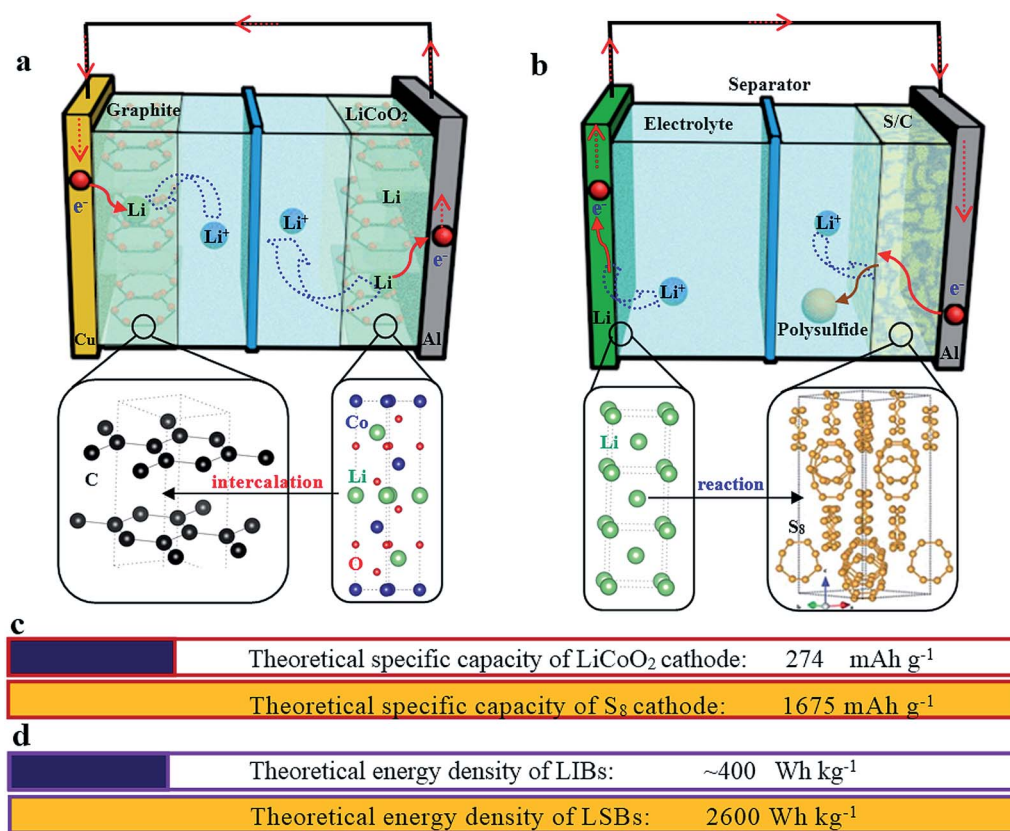 a
Graphite
LiCoO₂
Li
e⁻
Li
Li⁺
Li⁺
Li
e⁻
Cu
Al
b
Separator
Electrolyte
S/C
e⁻
Li⁺
Li⁺
Polysulfide
e⁻
Li
Al
C
intercalation
Co
Li
O
Li
reaction
S₈
c
Theoretical specific capacity of LiCoO₂ cathode: 274 mAh g⁻¹
Theoretical specific capacity of S₈ cathode: 1675 mAh g⁻¹
d
Theoretical energy density of LIBs: ~400 Wh kg⁻¹
Theoretical energy density of LSBs: 2600 Wh kg⁻¹